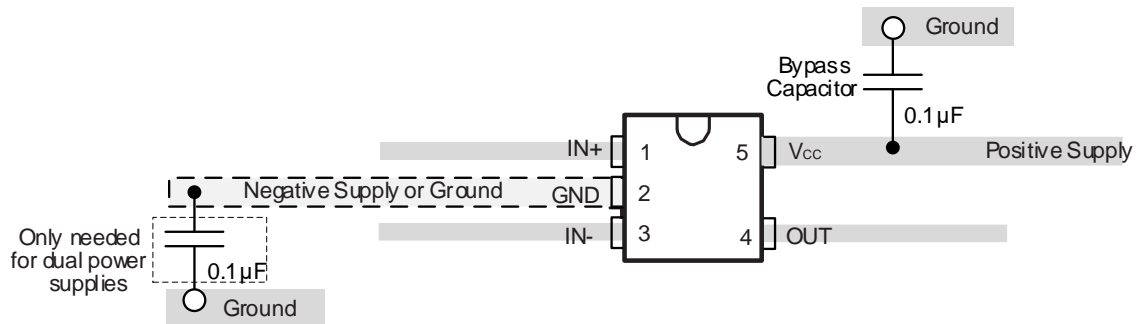 Ground
Bypass
Capacitor
0.1µF
IN+
1
5
VCC
Positive Supply
Negative Supply or Ground
GND
2
IN-
3
4
OUT
Only needed
for dual power
supplies
0.1µF
Ground